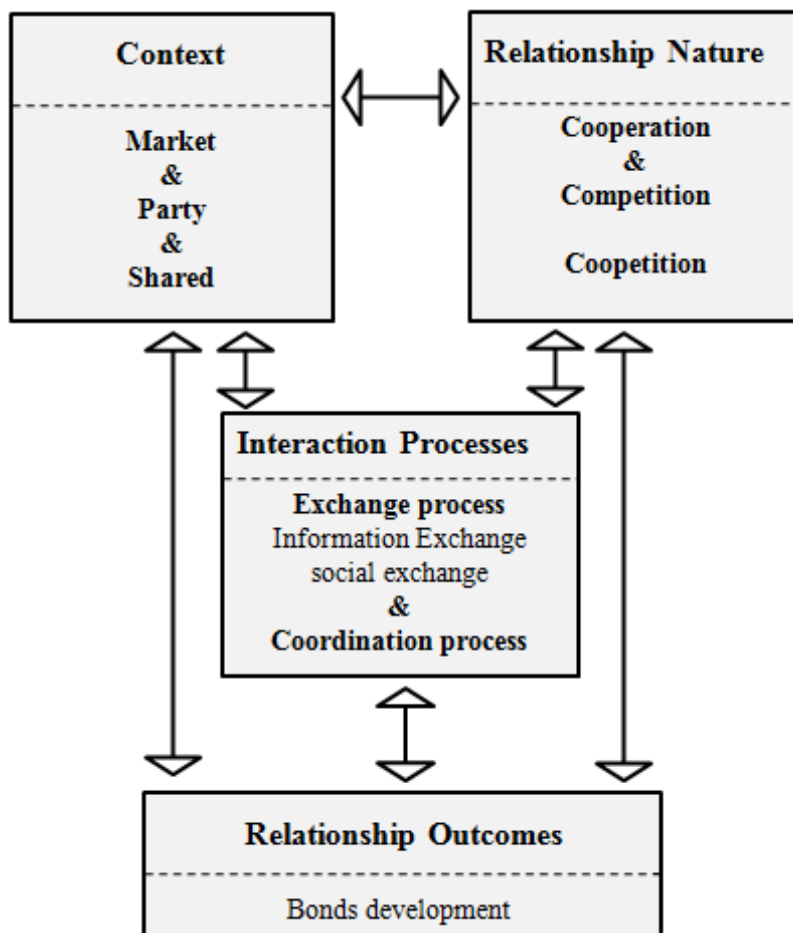 Context
Market
&
Party
&
Shared
Relationship Nature
Cooperation
&
Competition
Coopetition
Interaction Processes
Exchange process
Information Exchange
social exchange
&
Coordination process
Relationship Outcomes
Bonds development